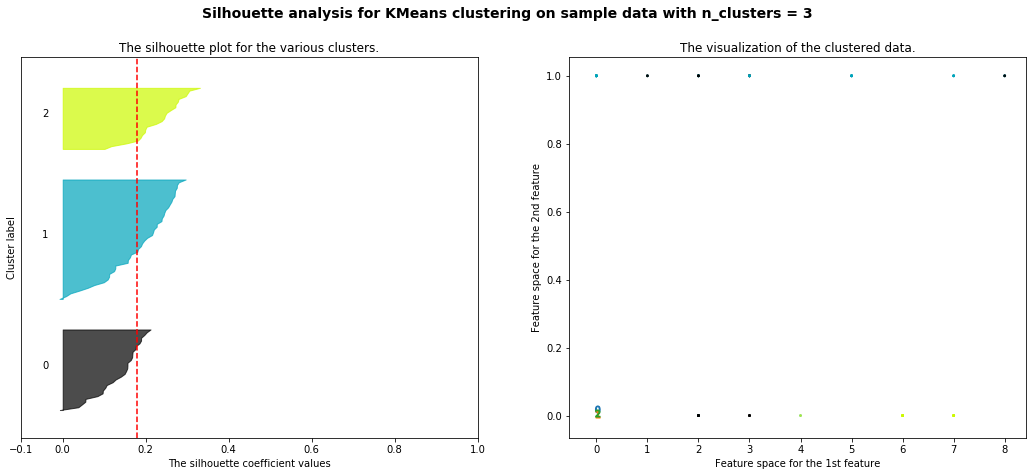 Silhouette analysis for KMeans clustering on sample data with n_clusters = 3
The silhouette plot for the various clusters.
2
1
0
Cluster label
−0.1 0.0 0.2 0.4 0.6 0.8 1.0
The silhouette coefficient values
The visualization of the clustered data.
1.0
0.8
0.6
0.4
0.2
0.0
Feature space for the 2nd feature
0 1 2 3 4 5 6 7 8
Feature space for the 1st feature